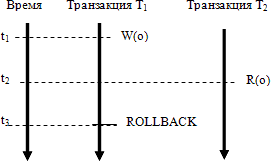 Время Транзакция T1 Транзакция T2
t1 W(o)
t2 R(o)
t3 ROLLBACK